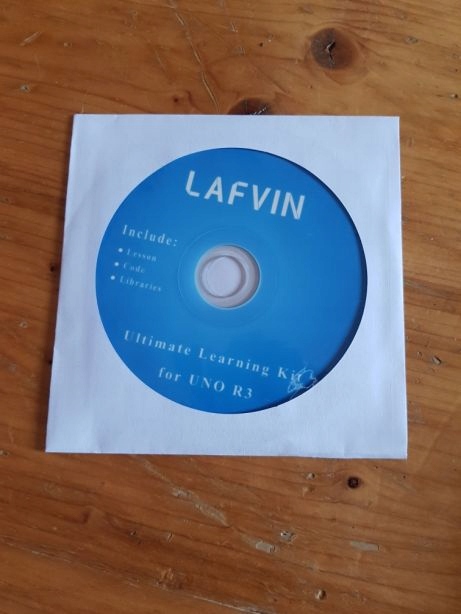 LAFVIN
Include:
• Lesson
• Code
• Libraries
Ultimate Learning Kit
for UNO R3